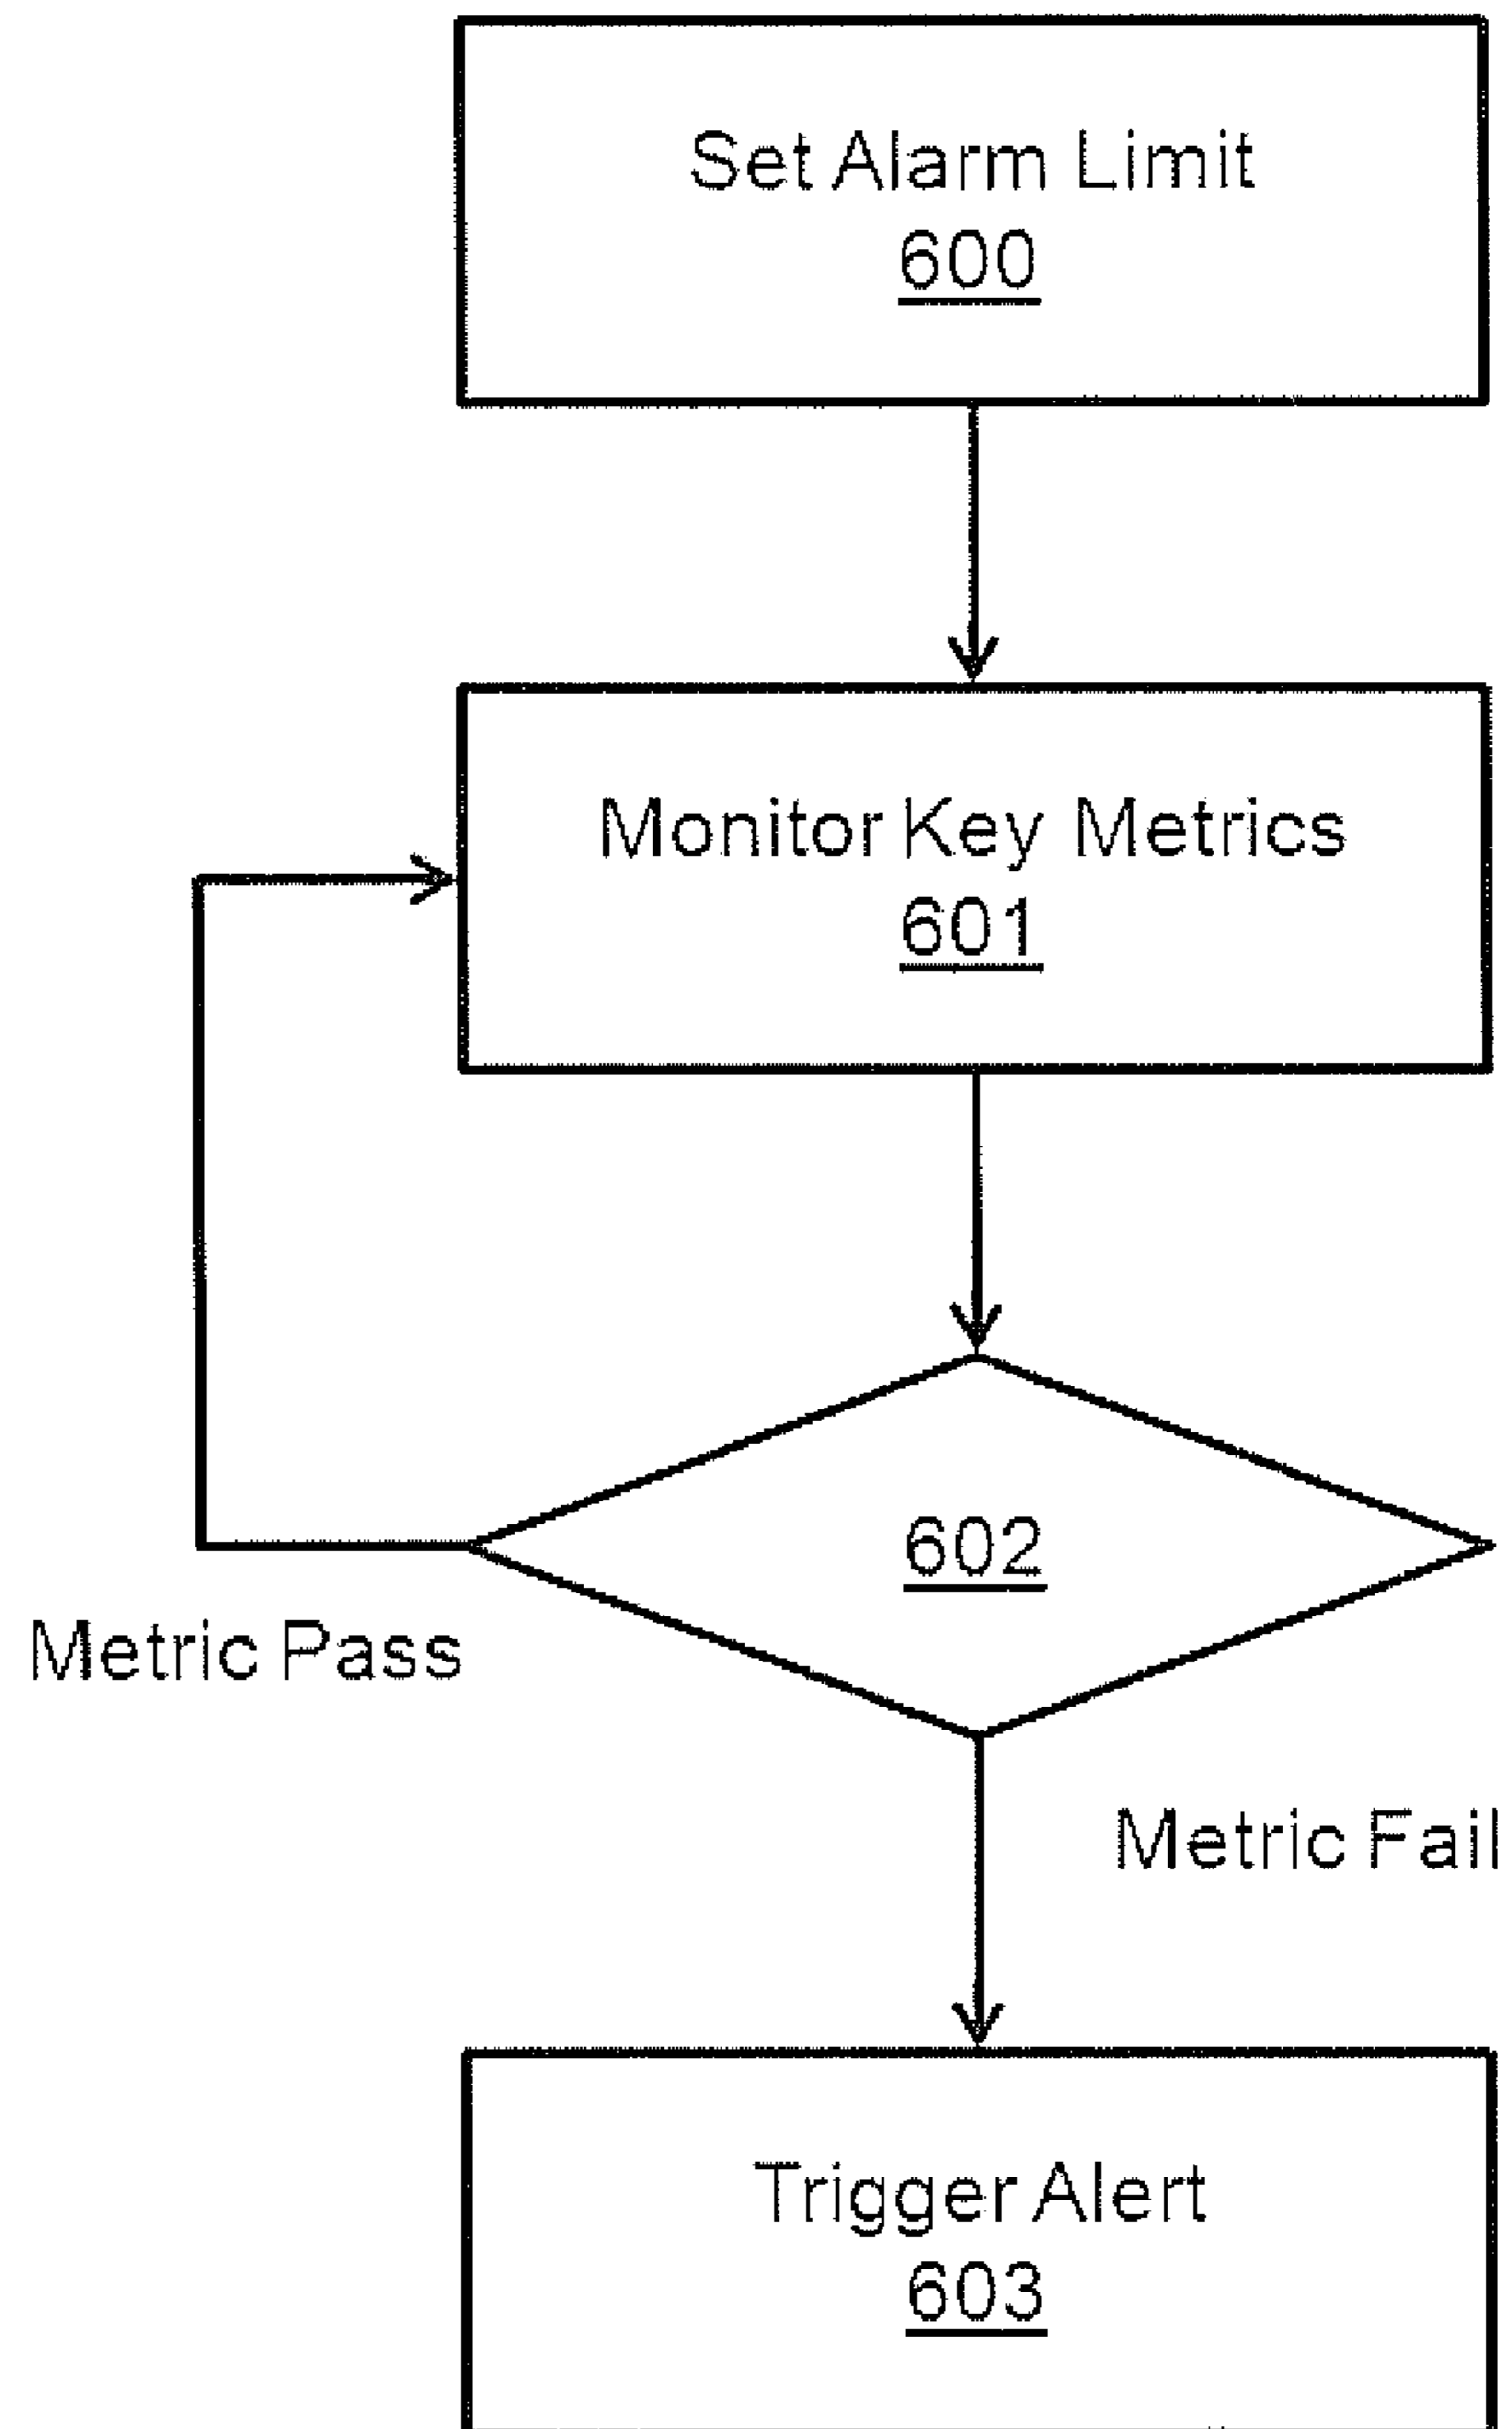 Set Alarm Limit
600
Monitor Key Metrics
601
602
Metric Pass
Metric Fail
Trigger Alert
603